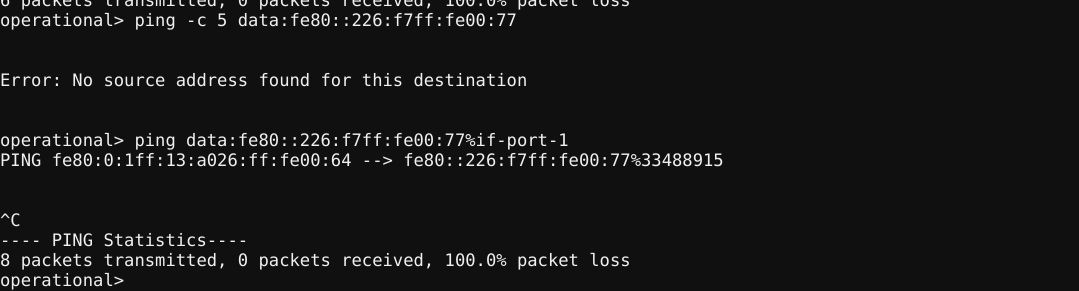 6 packets transmitted, 0 packets received, 100.0% packet loss
operational> ping -c 5 data:fe80::226:f7ff:fe00:77
Error: No source address found for this destination
operational> ping data:fe80::226:f7ff:fe00:77%if-port-1
PING fe80:0:1ff:13:a026:ff:fe00:64 --> fe80::226:f7ff:fe00:77%33488915
^C
---- PING Statistics----
8 packets transmitted, 0 packets received, 100.0% packet loss
operational>